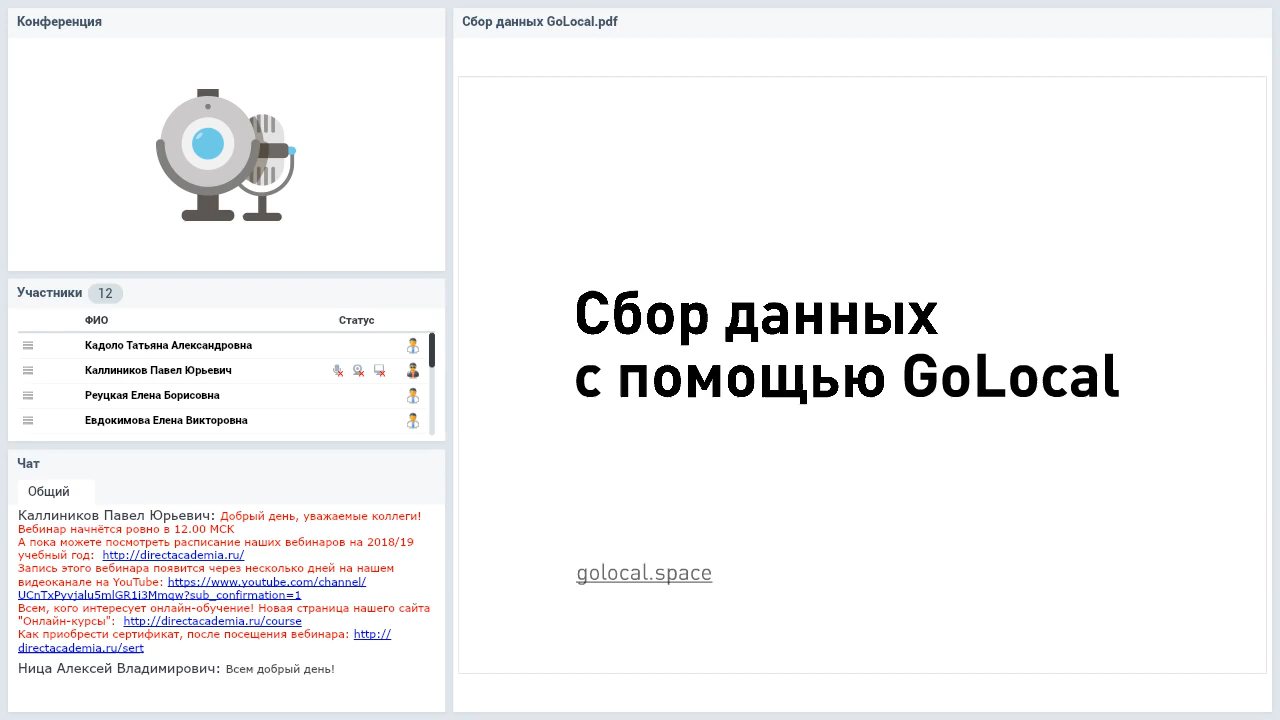 Конференция
Участники 12
ФИО Статус
Кадоло Татьяна Александровна
Каллиников Павел Юрьевич
Реуцкая Елена Борисовна
Евдокимова Елена Викторовна
Чат
Общий
Каллиников Павел Юрьевич: Добрый день, уважаемые коллеги!
Вебинар начнётся ровно в 12.00 МСК
А пока можете посмотреть расписание наших вебинаров на 2018/19
учебный год: http://directacademia.ru/
Запись этого вебинара появится через несколько дней на нашем
видеоканале на YouTube: https://www.youtube.com/channel/
UCnTxPyvjalu5mlGR1i3Mmqw?sub_confirmation=1
Всем, кого интересует онлайн-обучение! Новая страница нашего сайта
"Онлайн-курсы": http://directacademia.ru/course
Как приобрести сертификат, после посещения вебинара: http://
directacademia.ru/sert
Ница Алексей Владимирович: Всем добрый день!
Сбор данных GoLocal.pdf
Сбор данных
с помощью GoLocal
golocal.space